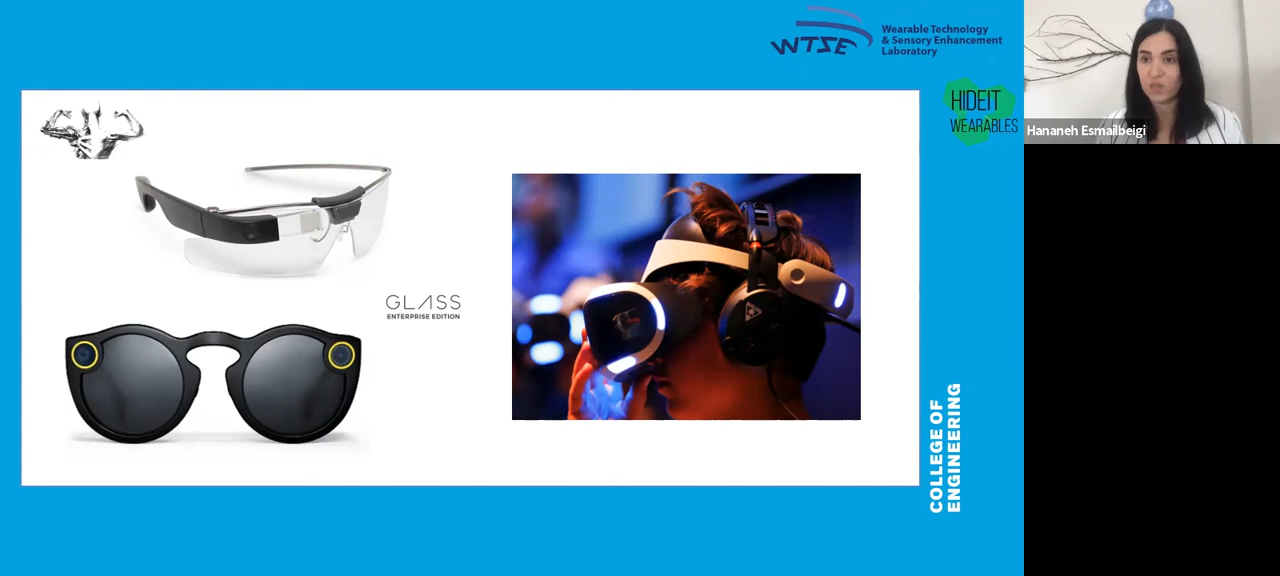 WTSE
Wearable Technology
& Sensory Enhancement
Laboratory
HIDEIT
WEARABLES
Hananeh Esmailbeigi
GLASS
ENTERPRISE EDITION
COLLEGE OF
ENGINEERING